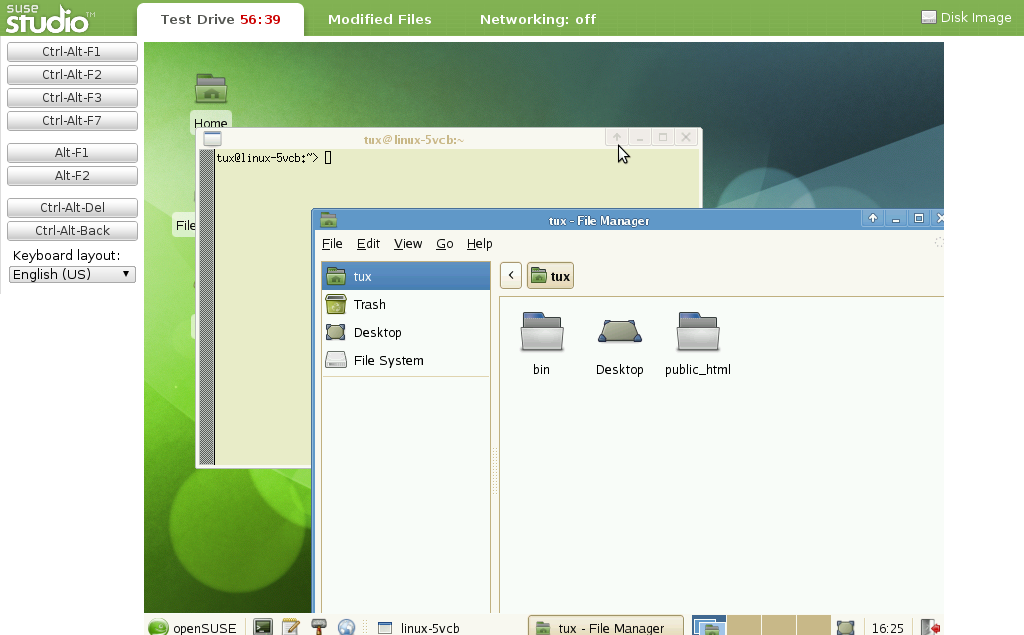 suse
studio™
Test Drive 56:39
Modified Files
Networking: off
Disk Image
Ctrl-Alt-F1
Ctrl-Alt-F2
Ctrl-Alt-F3
Ctrl-Alt-F7
Alt-F1
Alt-F2
Ctrl-Alt-Del
Ctrl-Alt-Back
Keyboard layout:
English (US)
Home
tux@linux-5vcb:~
tux@linux-5vcb:~>
File
tux - File Manager
File Edit View Go Help
tux
Trash
Desktop
File System
tux
bin
Desktop
public_html
openSUSE
linux-5vcb
tux - File Manager
16:25